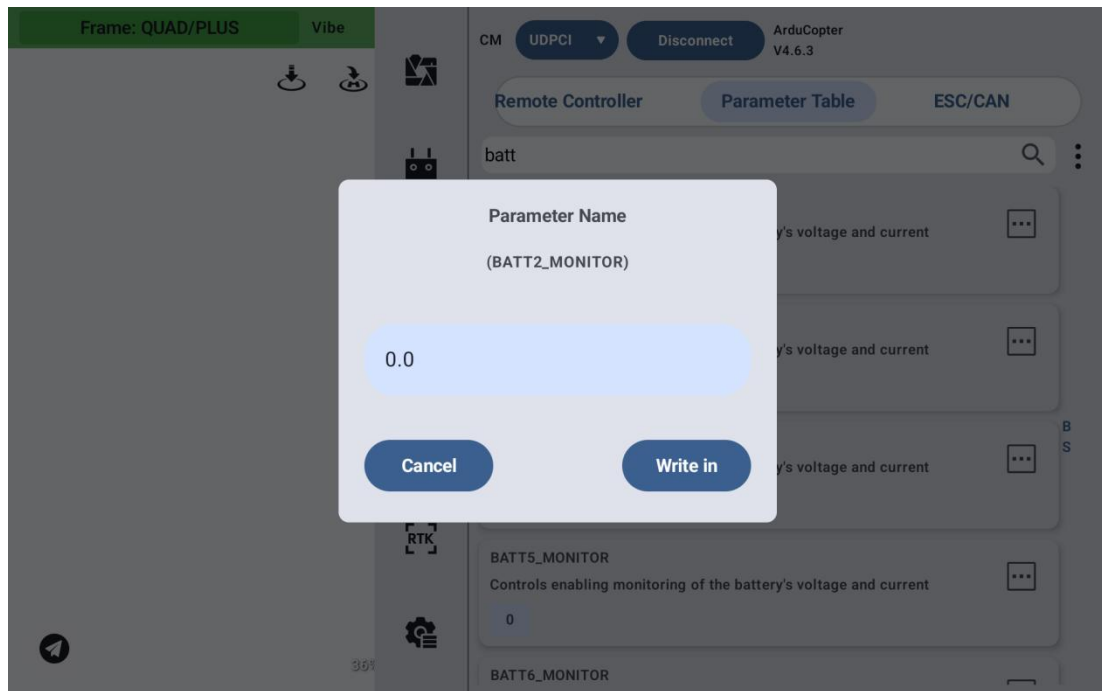 Frame: QUAD/PLUS
Vibe
CM
UDPCI
Disconnect
ArduCopter
V4.6.3
Remote Controller
Parameter Table
ESC/CAN
batt
Parameter Name
(BATT2_MONITOR)
0.0
Cancel
Write in
y's voltage and current
y's voltage and current
y's voltage and current
B
S
RTK
BATT5_MONITOR
Controls enabling monitoring of the battery's voltage and current
0
BATT6_MONITOR